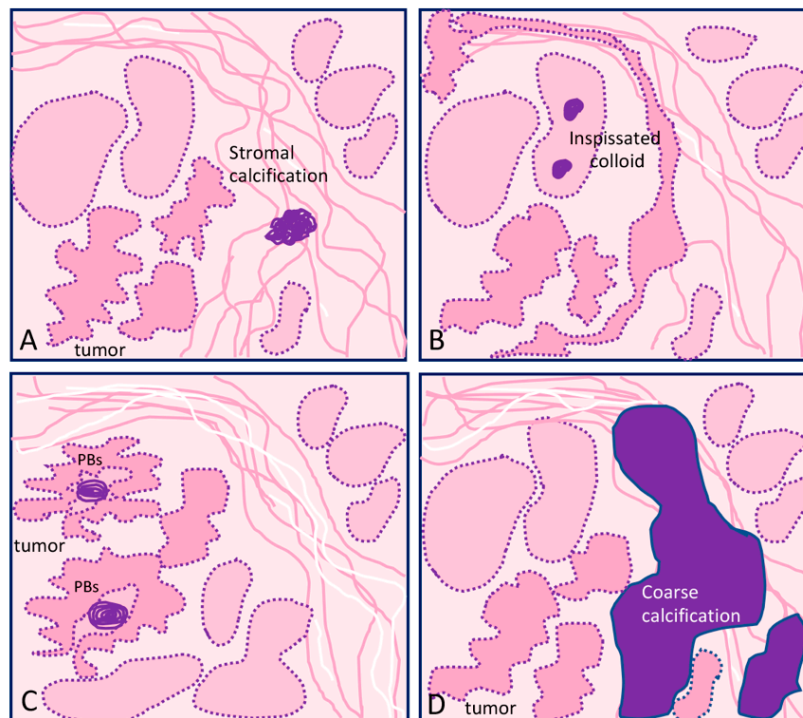 Stromal
calcification
A
tumor
Inspissated
colloid
B
PBs
tumor
PBs
C
Coarse
calcification
D
tumor